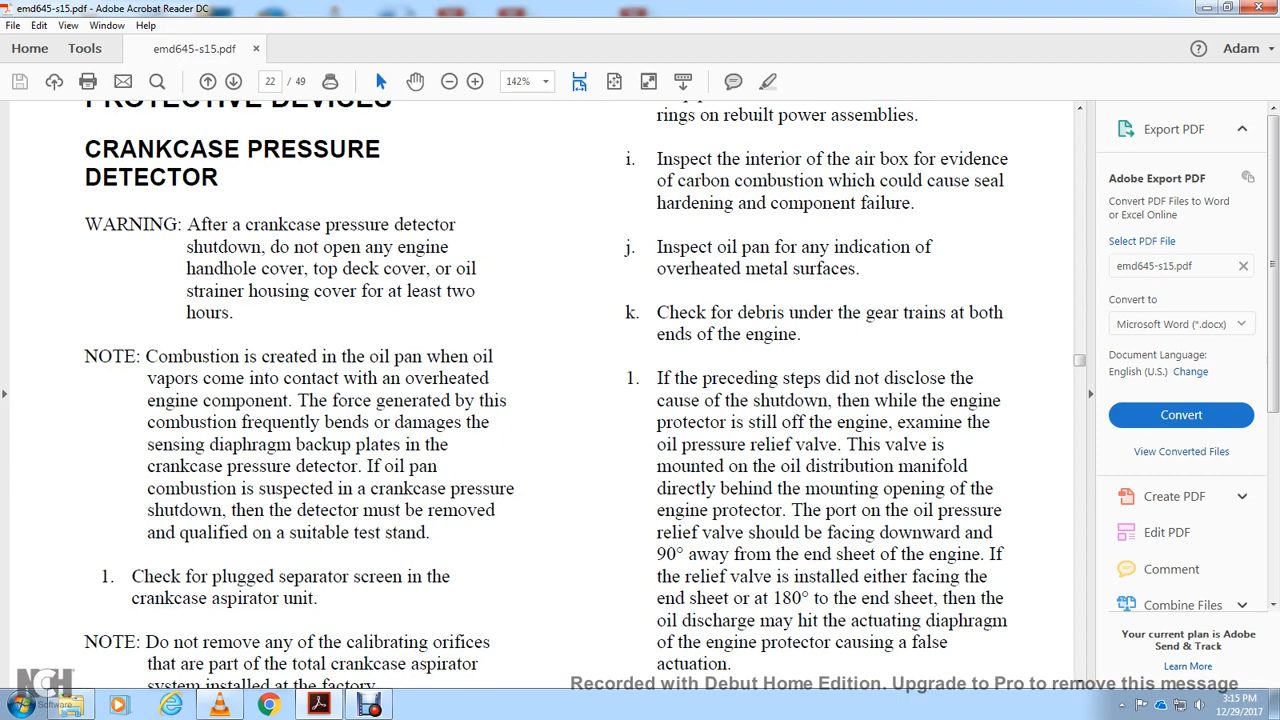 emd645-s15.pdf - Adobe Acrobat Reader DC
File Edit View Window Help
Home Tools emd645-s15.pdf × Adam
22 / 49 142%
PROTECTIVE DEVICES
CRANKCASE PRESSURE
DETECTOR
WARNING: After a crankcase pressure detector
shutdown, do not open any engine
handhole cover, top deck cover, or oil
strainer housing cover for at least two
hours.
NOTE: Combustion is created in the oil pan when oil
vapors come into contact with an overheated
engine component. The force generated by this
combustion frequently bends or damages the
sensing diaphragm backup plates in the
crankcase pressure detector. If oil pan
combustion is suspected in a crankcase pressure
shutdown, then the detector must be removed
and qualified on a suitable test stand.
1. Check for plugged separator screen in the
crankcase aspirator unit.
NOTE: Do not remove any of the calibrating orifices
that are part of the total crankcase aspirator
system installed at the factory.
rings on rebuilt power assemblies.
i. Inspect the interior of the air box for evidence
of carbon combustion which could cause seal
hardening and component failure.
j. Inspect oil pan for any indication of
overheated metal surfaces.
k. Check for debris under the gear trains at both
ends of the engine.
1. If the preceding steps did not disclose the
cause of the shutdown, then while the engine
protector is still off the engine, examine the
oil pressure relief valve. This valve is
mounted on the oil distribution manifold
directly behind the mounting opening of the
engine protector. The port on the oil pressure
relief valve should be facing downward and
90° away from the end sheet of the engine. If
the relief valve is installed either facing the
end sheet or at 180° to the end sheet, then the
oil discharge may hit the actuating diaphragm
of the engine protector causing a false
actuation.
Export PDF
Adobe Export PDF
Convert PDF Files to Word
or Excel Online
Select PDF File
emd645-s15.pdf
Convert to
Microsoft Word (*.docx)
Document Language:
English (U.S.) Change
Convert
View Converted Files
Create PDF
Edit PDF
Comment
Combine Files
Your current plan is Adobe
Send & Track
Learn More
NCH
Software
Recorded with Debut Home Edition. Upgrade to Pro to remove this message
3:15 PM
12/29/2017